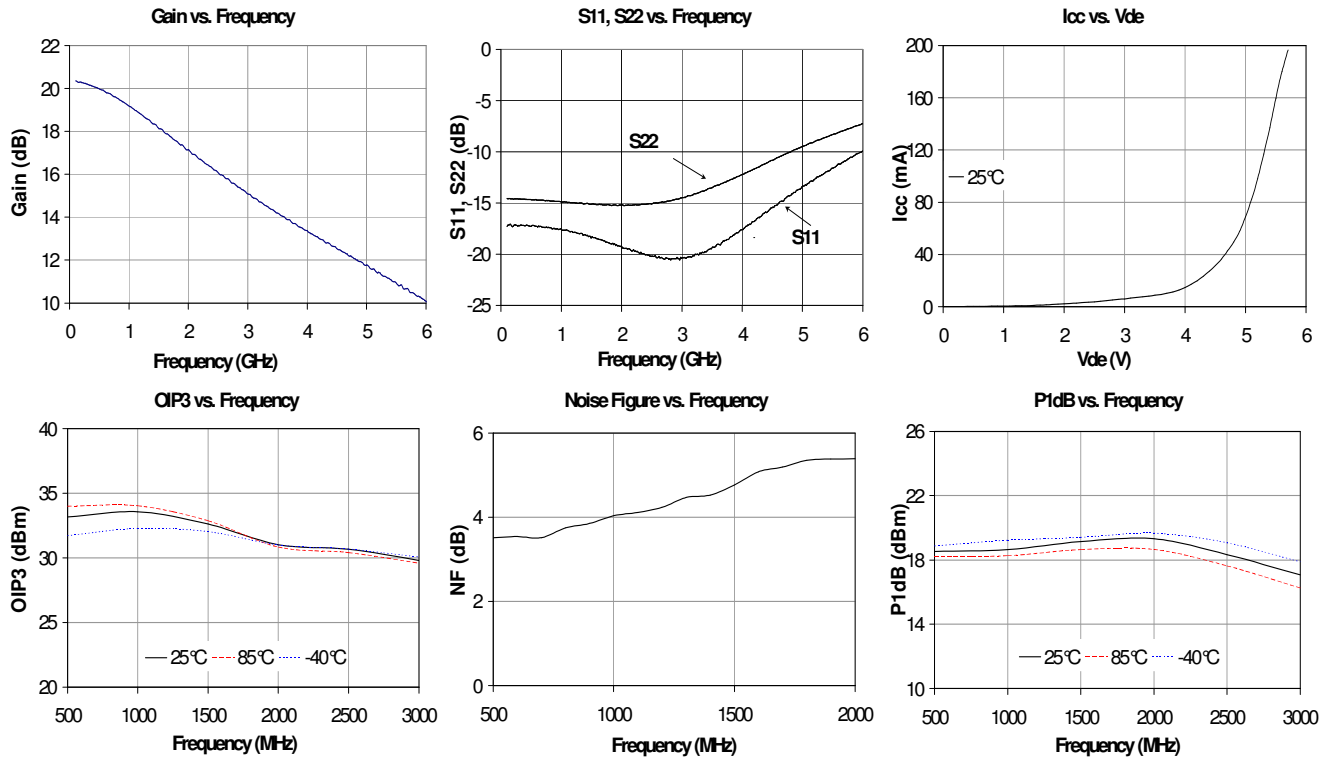 Gain vs. Frequency
22
20
18
16
14
12
10
Gain (dB)
0 1 2 3 4 5 6
Frequency (GHz)
S11, S22 vs. Frequency
0
-5
-10
-15
-20
-25
S11, S22 (dB)
S22
S11
0 1 2 3 4 5 6
Frequency (GHz)
Icc vs. Vde
200
160
120
80
40
0
Icc (mA)
25°C
0 1 2 3 4 5 6
Vde (V)
OIP3 vs. Frequency
40
35
30
25
20
OIP3 (dBm)
25°C 85°C -40°C
500 1000 1500 2000 2500 3000
Frequency (MHz)
Noise Figure vs. Frequency
6
4
2
0
NF (dB)
500 1000 1500 2000
Frequency (MHz)
P1dB vs. Frequency
26
22
18
14
10
P1dB (dBm)
25°C 85°C -40°C
500 1000 1500 2000 2500 3000
Frequency (MHz)